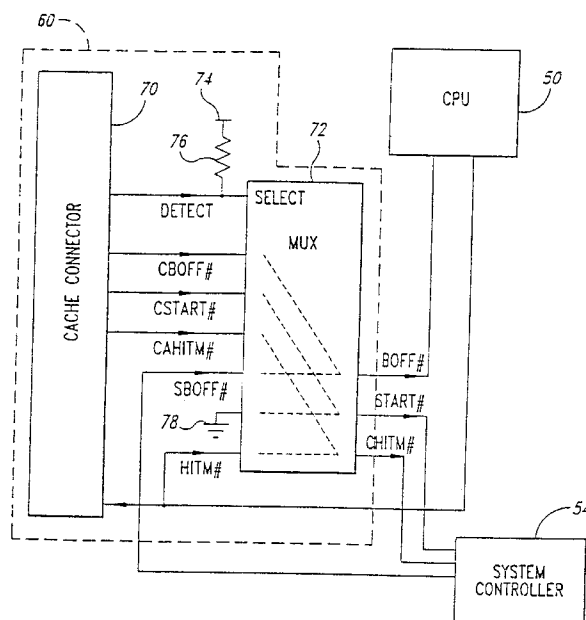 60
70
74
76
72
CPU
50
CACHE CONNECTOR
DETECT
SELECT
MUX
CBOFF#
CSTART#
CAHITM#
SBOFF#
BOFF#
START#
78
HITM#
CHITM#
54
SYSTEM
CONTROLLER